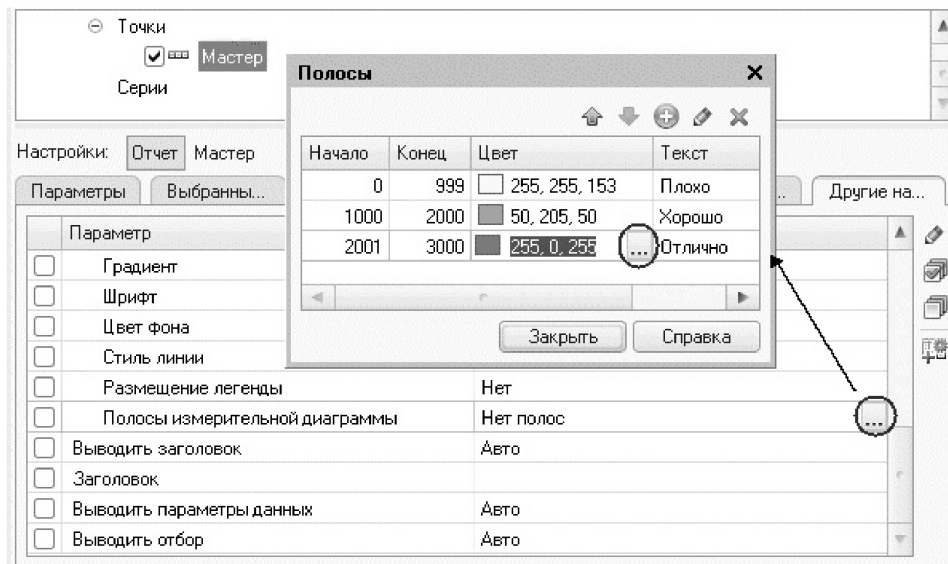 Точки
Мастер
Серии
Настройки: Отчет Мастер
Параметры Выбранны... .. Другие на...
Параметр
Градиент
Шрифт
Цвет фона
Стиль линии
Размещение легенды Нет
Полосы измерительной диаграммы Нет полос ...
Выводить заголовок Авто
Заголовок
Выводить параметры данных Авто
Выводить отбор Авто
Полосы
Начало Конец Цвет Текст
0 999 255, 255, 153 Плохо
1000 2000 50, 205, 50 Хорошо
2001 3000 255, 0, 255 ... Отлично
Закрыть Справка